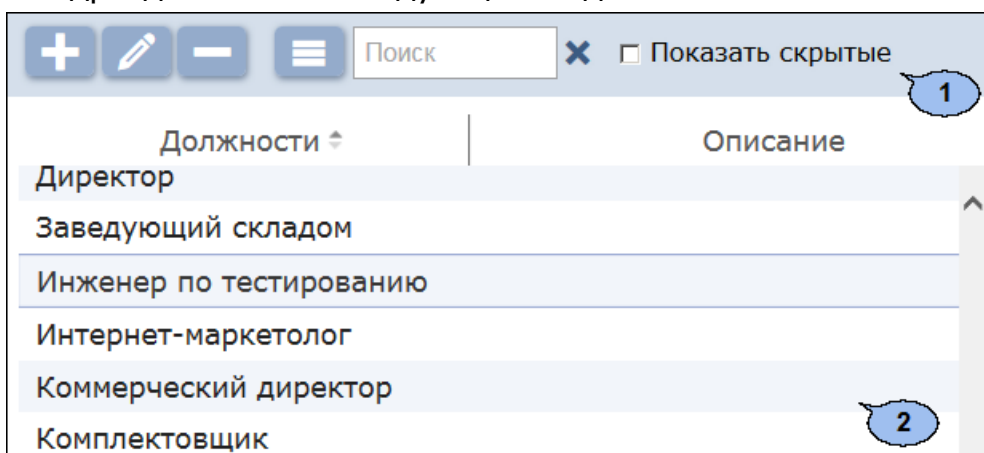 Поиск Показать скрытые
1
Должности Описание
Директор
Заведующий складом
Инженер по тестированию
Интернет-маркетолог
Коммерческий директор
2
Комплектовщик